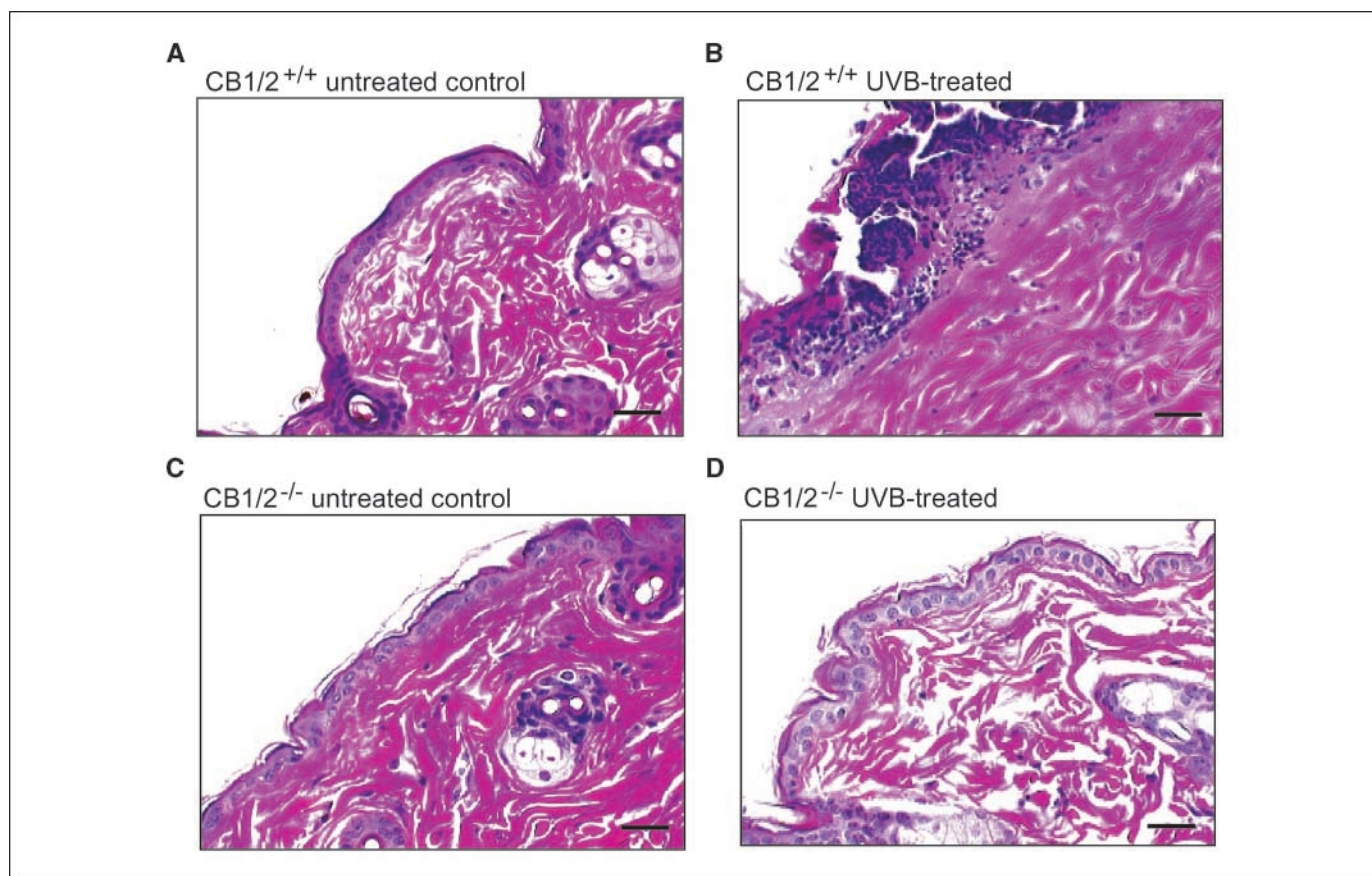 A
CB1/2+/+ untreated control
B
CB1/2+/+ UVB-treated
C
CB1/2-/- untreated control
D
CB1/2-/- UVB-treated